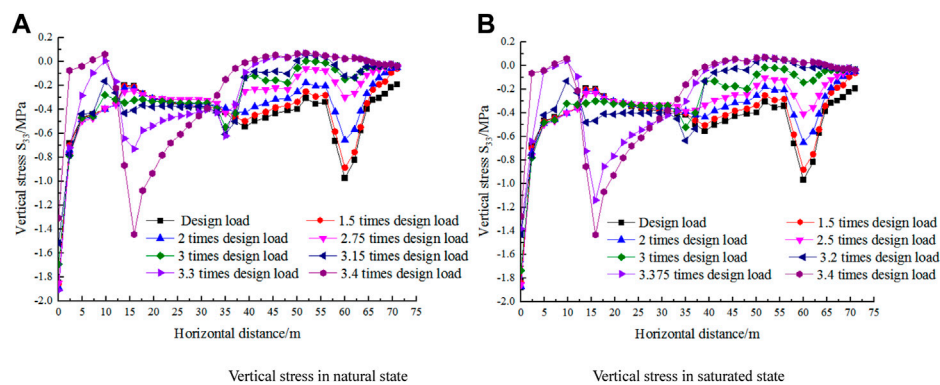 A
B
Vertical stress S33/MPa
0.2
0.0
-0.2
-0.4
-0.6
-0.8
-1.0
-1.2
-1.4
-1.6
-1.8
-2.0
Design load
1.5 times design load
2 times design load
2.75 times design load
3 times design load
3.15 times design load
3.3 times design load
3.4 times design load
0 5 10 15 20 25 30 35 40 45 50 55 60 65 70 75
Horizontal distance/m
Vertical stress in natural state
Vertical stress S33/MPa
0.2
0.0
-0.2
-0.4
-0.6
-0.8
-1.0
-1.2
-1.4
-1.6
-1.8
-2.0
Design load
1.5 times design load
2 times design load
2.5 times design load
3 times design load
3.2 times design load
3.375 times design load
3.4 times design load
0 5 10 15 20 25 30 35 40 45 50 55 60 65 70 75
Horizontal distance/m
Vertical stress in saturated state